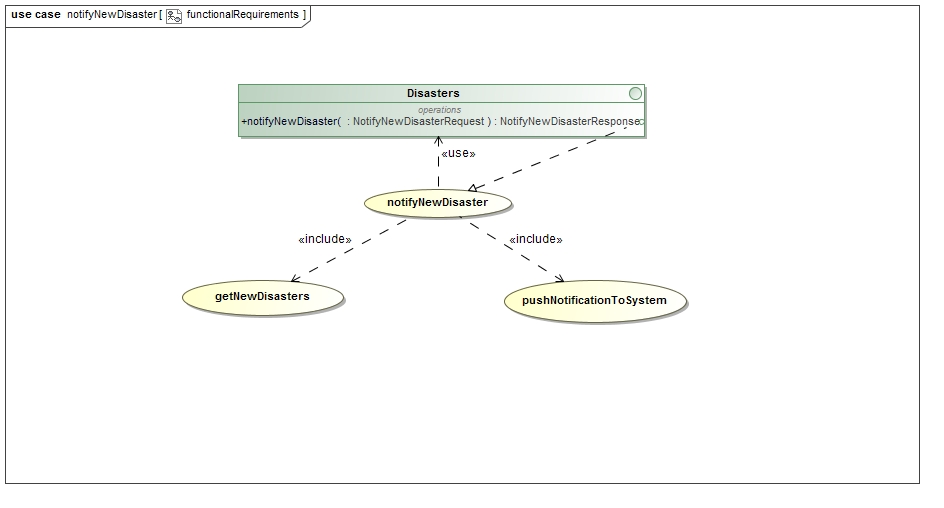 use case notifyNewDisaster [ functionalRequirements ]
Disasters
operations
+notifyNewDisaster( : NotifyNewDisasterRequest ) : NotifyNewDisasterResponse
«use»
notifyNewDisaster
«include» «include»
getNewDisasters
pushNotificationToSystem